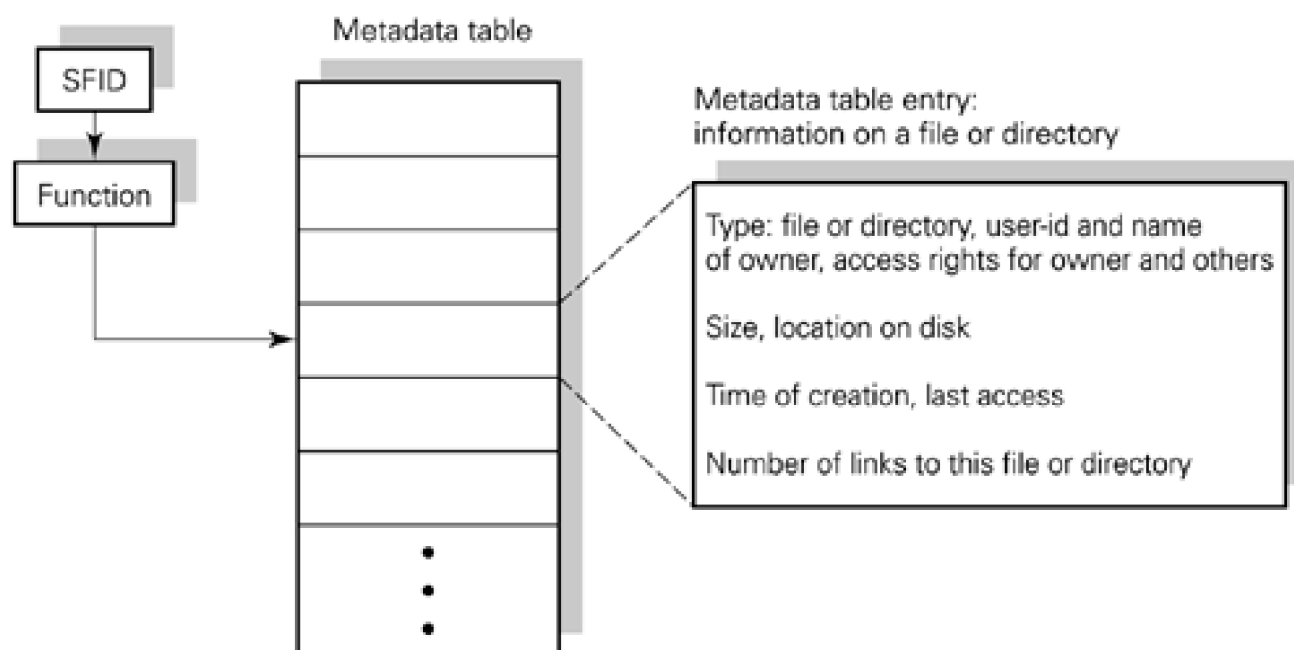 Metadata table
SFID
Function
Metadata table entry:
information on a file or directory
Type: file or directory, user-id and name
of owner, access rights for owner and others
Size, location on disk
Time of creation, last access
Number of links to this file or directory